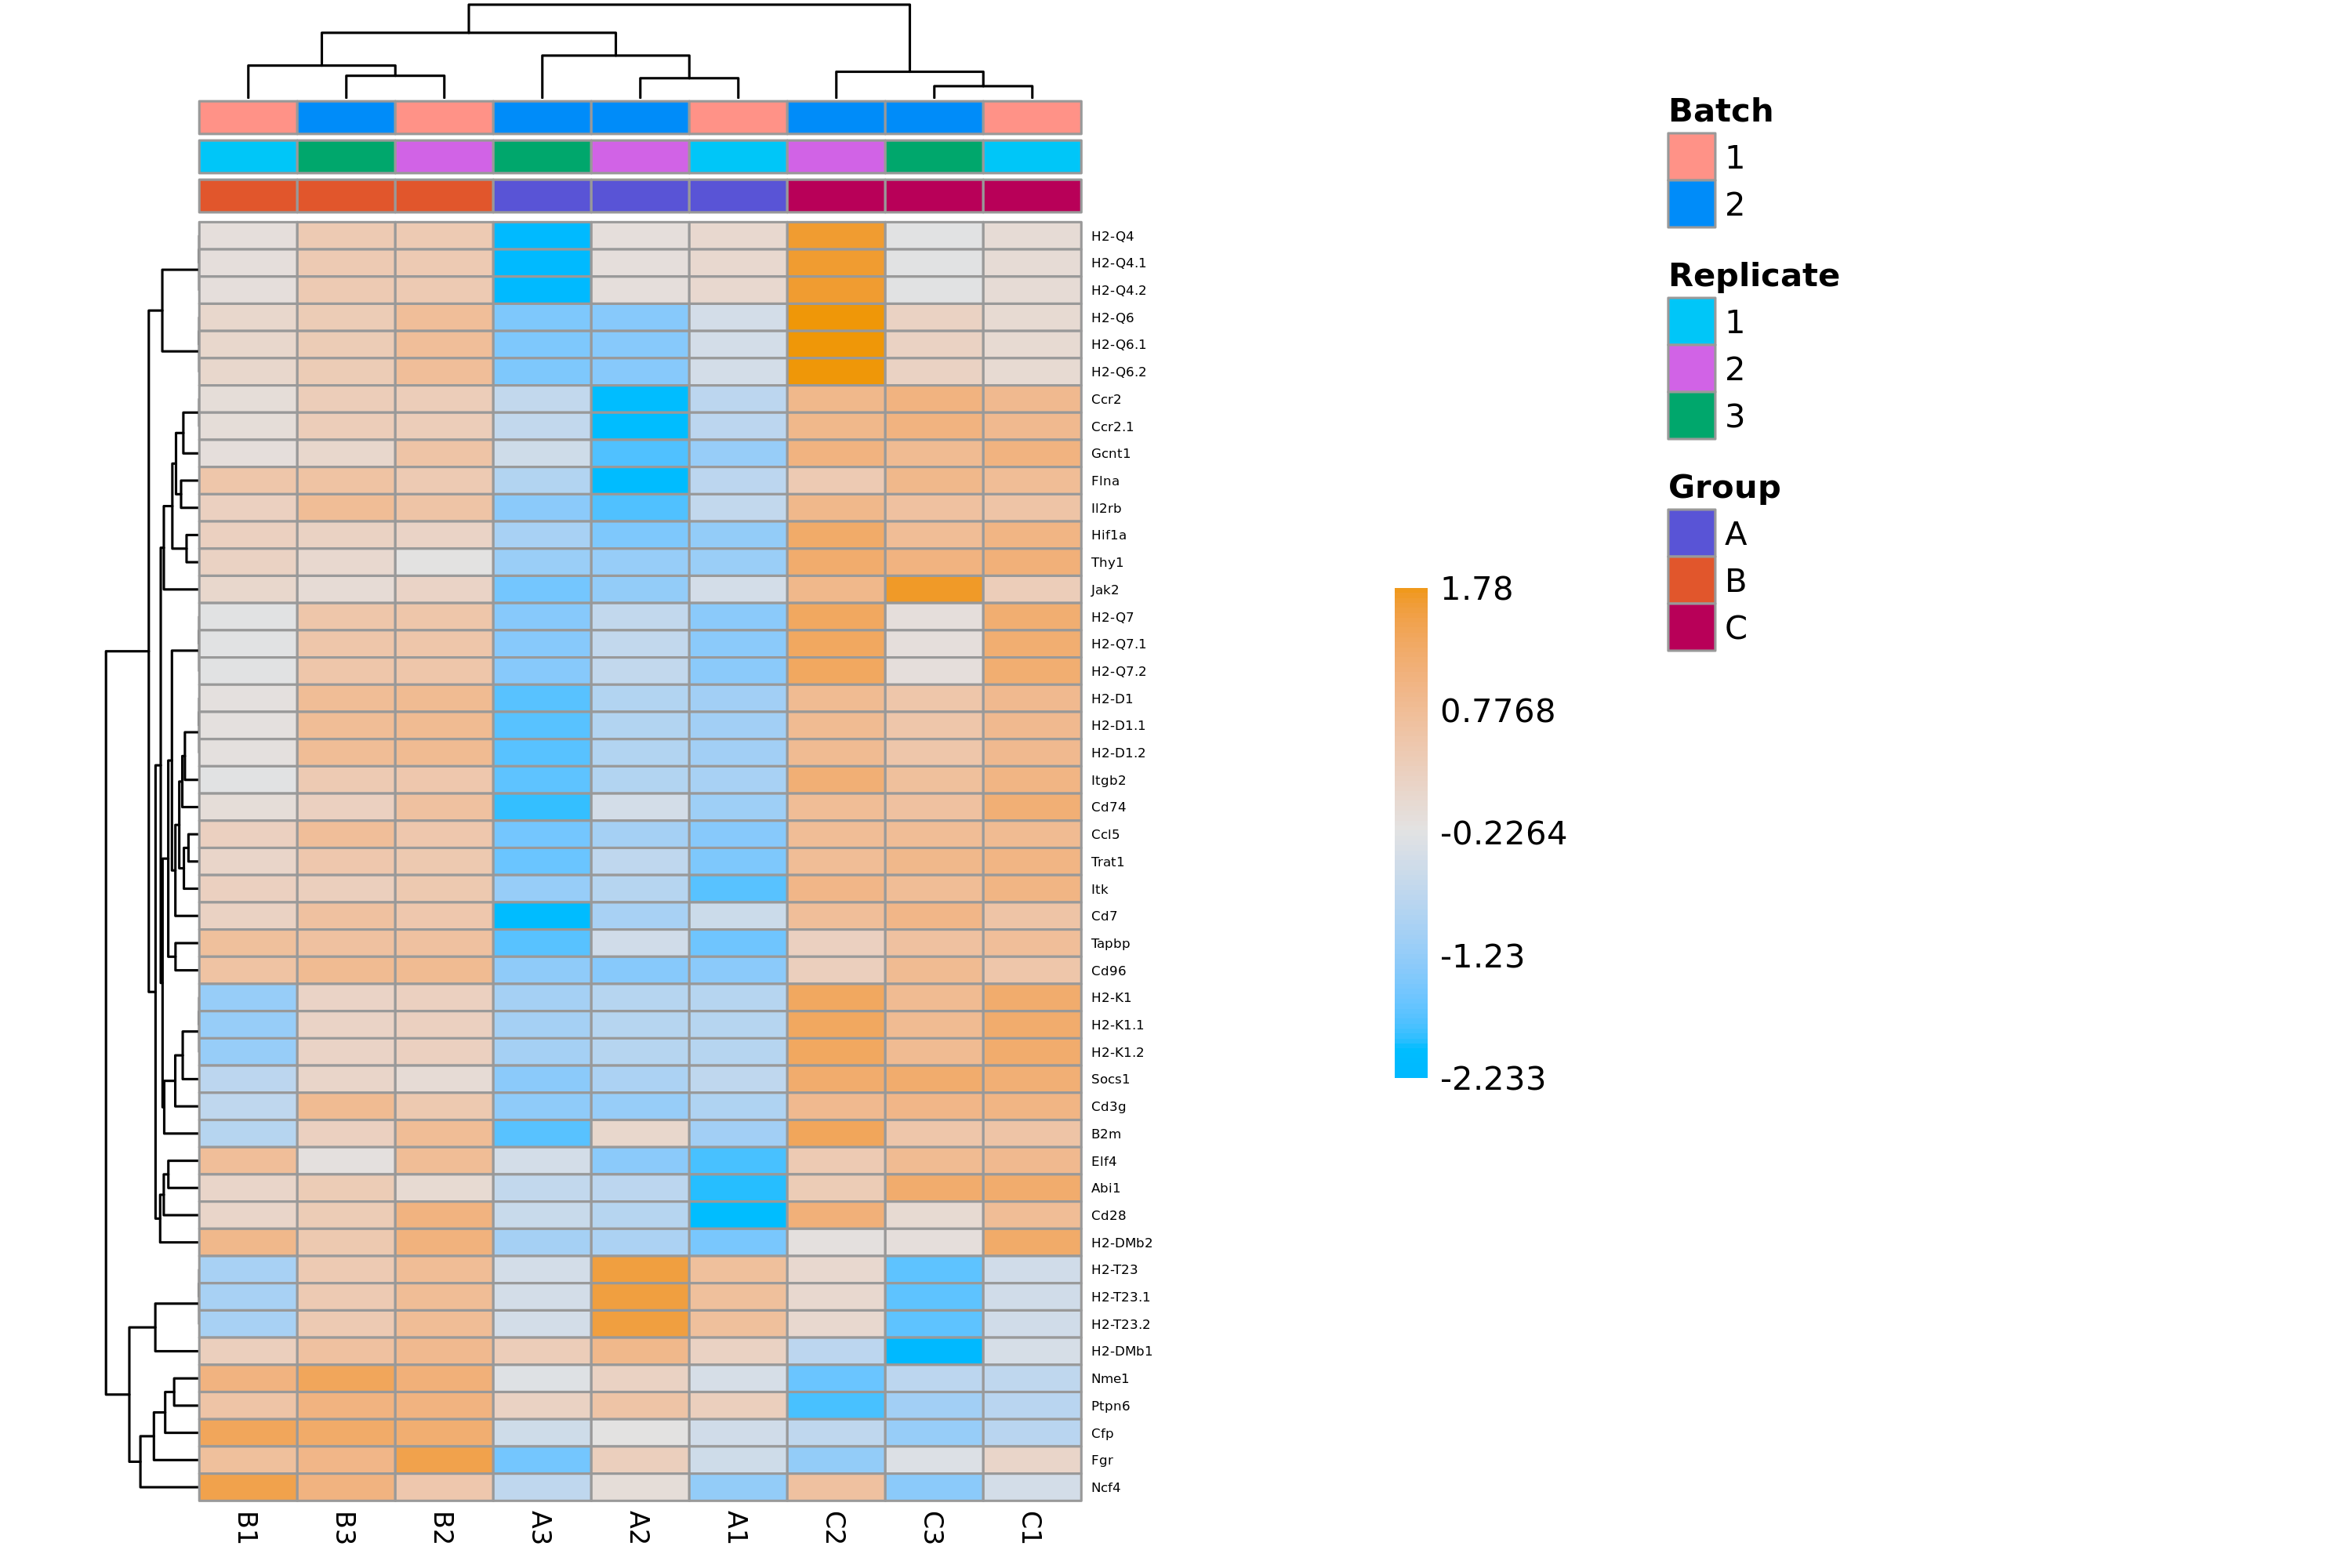 Batch
1
2
Replicate
1
2
3
Group
A
B
C
1.78
0.7768
-0.2264
-1.23
-2.233
H2-Q4
H2-Q4.1
H2-Q4.2
H2-Q6
H2-Q6.1
H2-Q6.2
Ccr2
Ccr2.1
Gcnt1
Flna
Il2rb
Hif1a
Thy1
Jak2
H2-Q7
H2-Q7.1
H2-Q7.2
H2-D1
H2-D1.1
H2-D1.2
Itgb2
Cd74
Ccl5
Trat1
Itk
Cd7
Tapbp
Cd96
H2-K1
H2-K1.1
H2-K1.2
Socs1
Cd3g
B2m
Elf4
Abi1
Cd28
H2-DMb2
H2-T23
H2-T23.1
H2-T23.2
H2-DMb1
Nme1
Ptpn6
Cfp
Fgr
Ncf4
B1
B3
B2
A3
A2
A1
C2
C3
C1